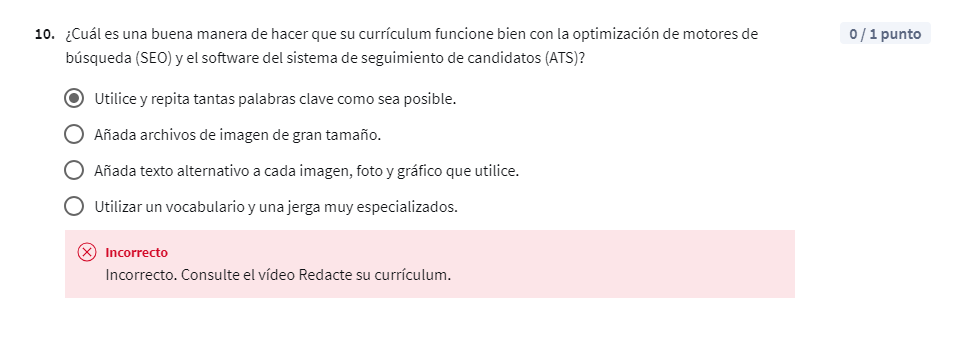 10. ¿Cuál es una buena manera de hacer que su currículum funcione bien con la optimización de motores de
búsqueda (SEO) y el software del sistema de seguimiento de candidatos (ATS)?
0 / 1 punto
Utilice y repita tantas palabras clave como sea posible.
Añada archivos de imagen de gran tamaño.
Añada texto alternativo a cada imagen, foto y gráfico que utilice.
Utilizar un vocabulario y una jerga muy especializados.
Incorrecto
Incorrecto. Consulte el vídeo Redacte su currículum.